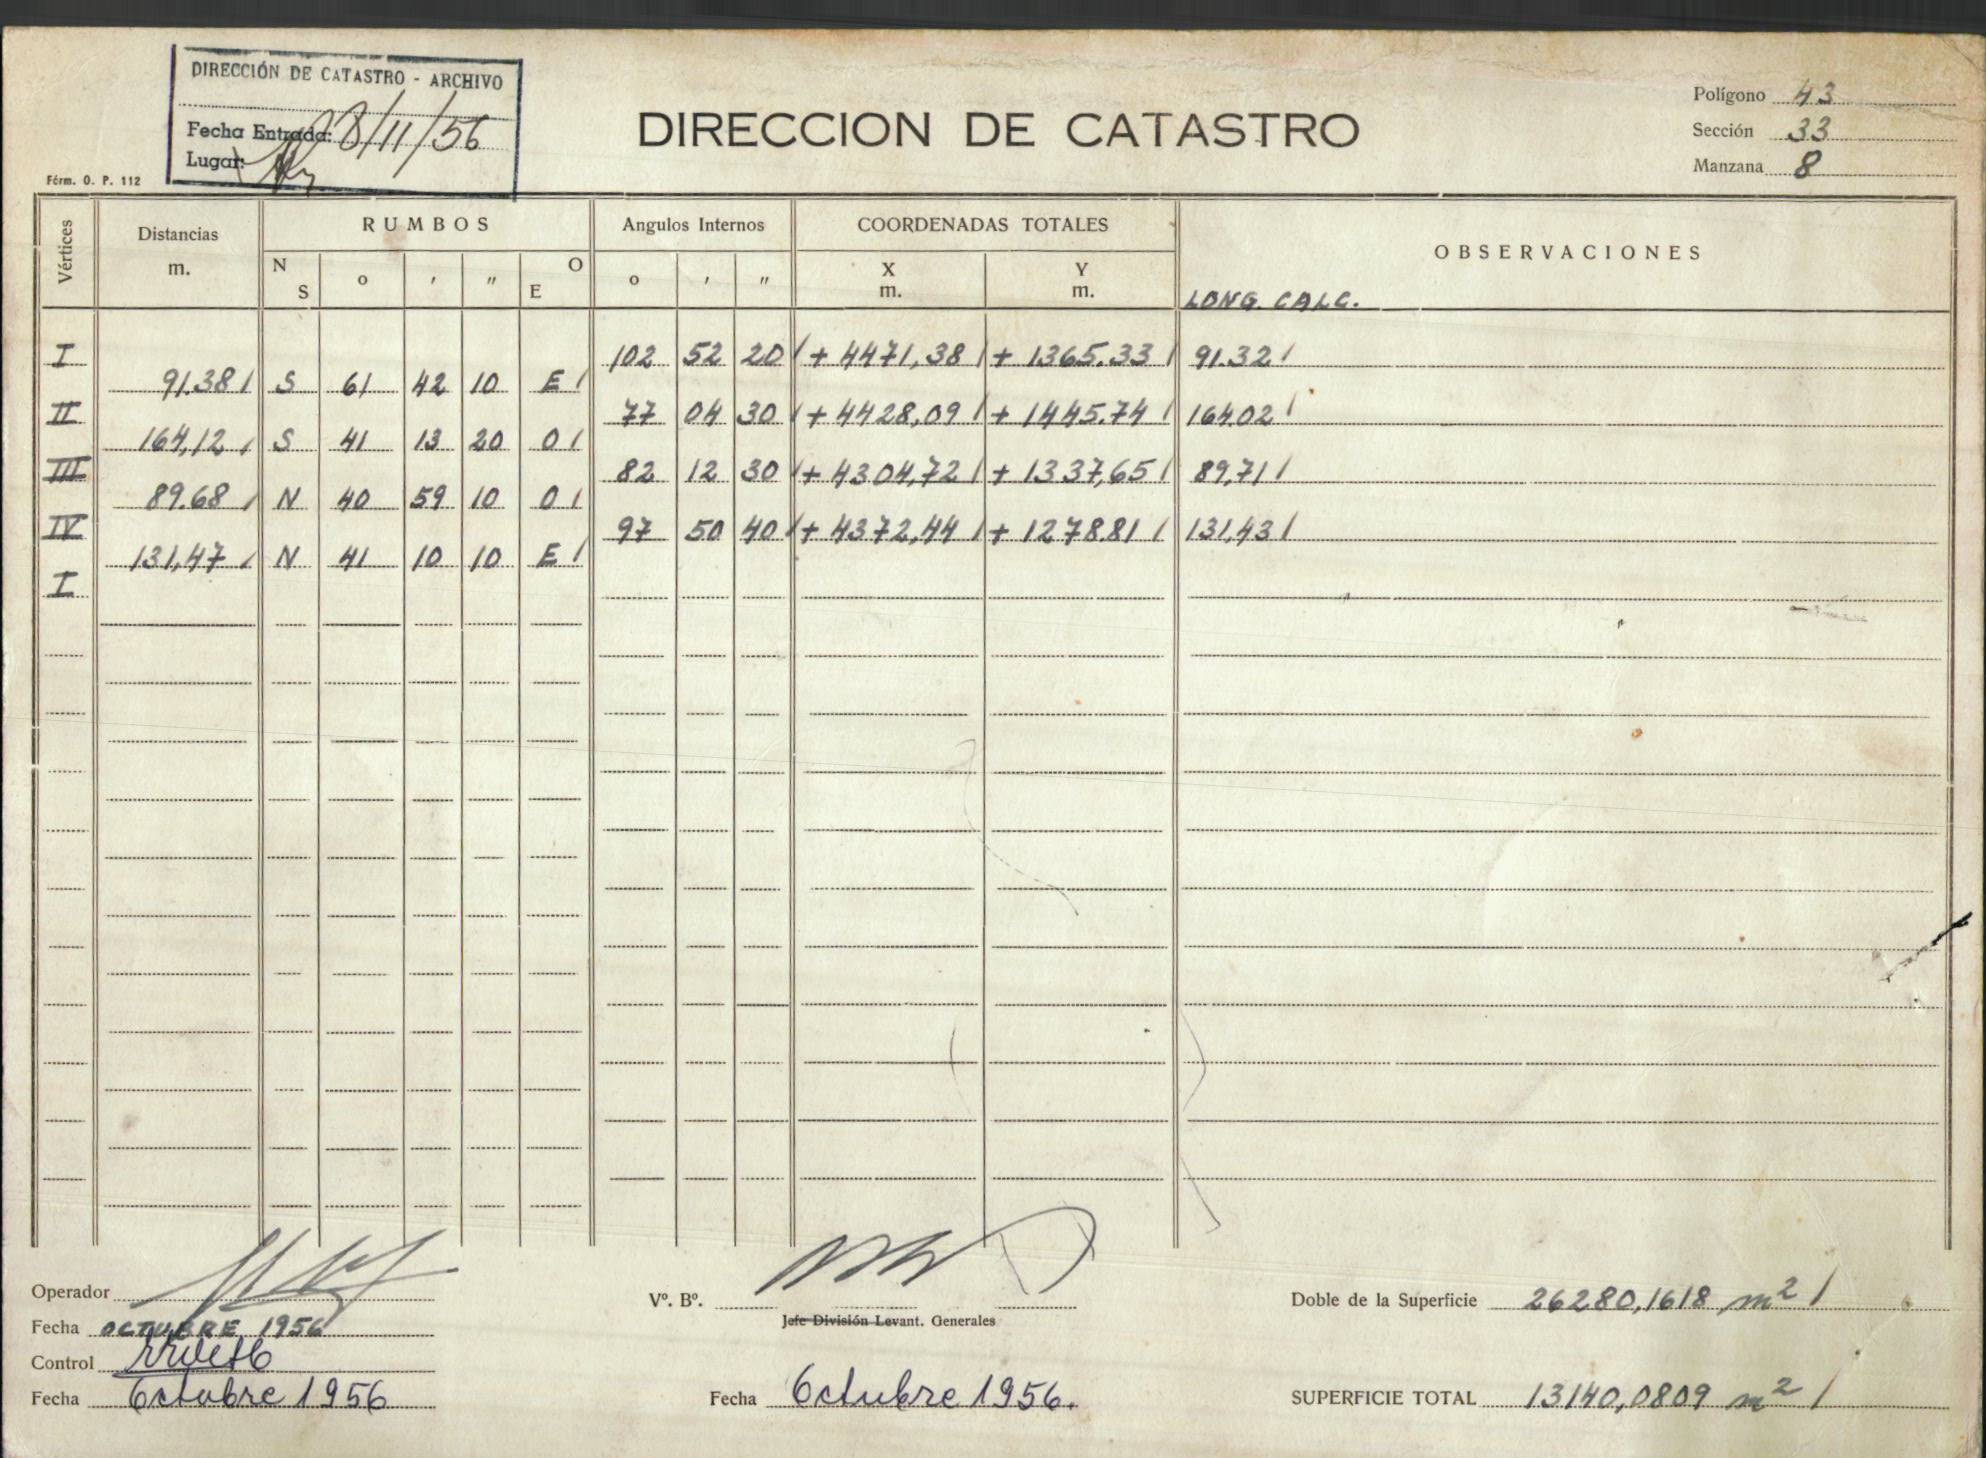 DIRECCIÓN DE CATASTRO - ARCHIVO
Fecha Entrada: 8/11/56
Lugar:
Fórm. O. P. 112
DIRECCION DE CATASTRO
Polígono 43
Sección 33
Manzana 8
Vértices Distancias m. RUMBOS Angulos Internos COORDENADAS TOTALES OBSERVACIONES
N S o ' " O E o ' " X m. Y m. LONG. CALC.
I 102 52 20 + 4471,38 + 1365.33 91.32
91.38 S 61 42 10 E
II 77 04 30 + 4428,09 + 1445.74 164.02
164,12 S 41 13 20 O
III 82 12 30 + 4304,72 + 1337,65 89,71
89.68 N 40 59 10 O
IV 97 50 40 + 4372,44 + 1278.81 131,43
131,47 N 41 10 10 E
I
Operador
Fecha OCTUBRE 1956
Control
Fecha Octubre 1956
Vº. Bº.
Jefe División Levant. Generales
Fecha Octubre 1956.
Doble de la Superficie 26280,1618 m2
SUPERFICIE TOTAL 13140,0809 m2